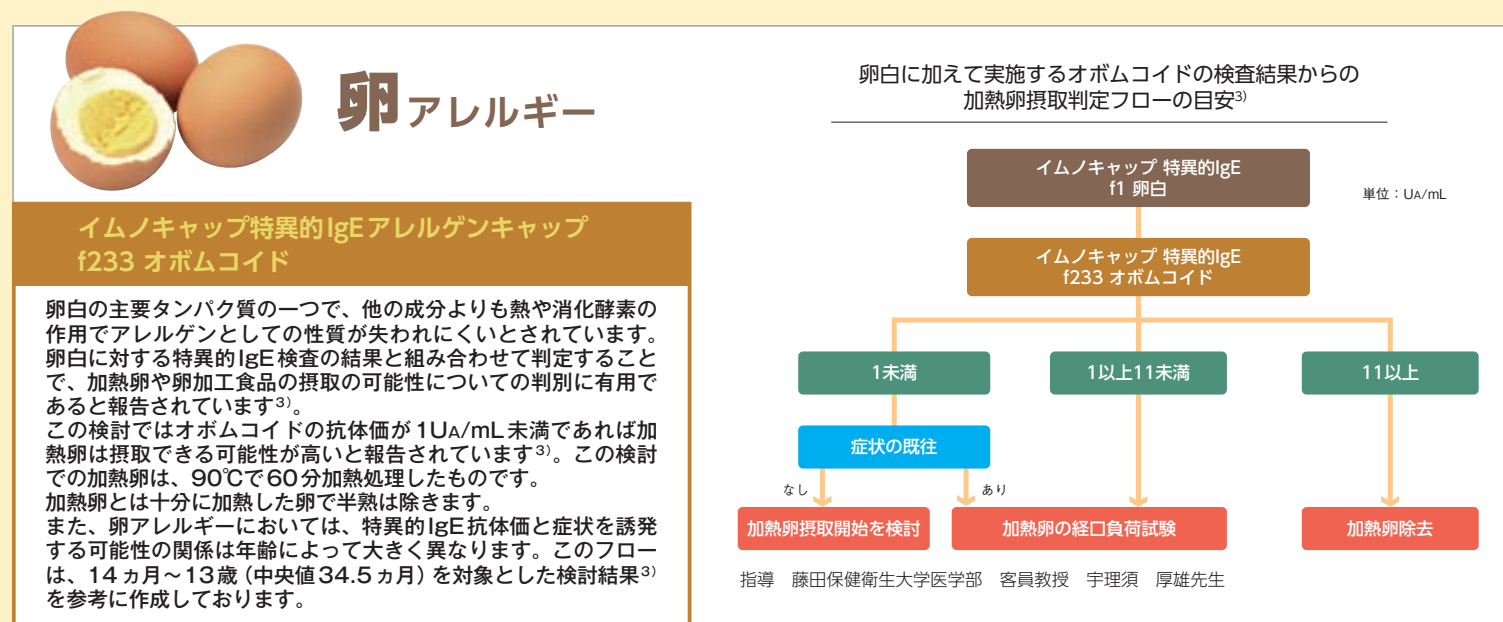 卵アレルギー
イムノキャップ特異的IgEアレルゲンキャップ
f233 オボムコイド
卵白の主要タンパク質の一つで、他の成分よりも熱や消化酵素の
作用でアレルゲンとしての性質が失われにくいとされています。
卵白に対する特異的IgE検査の結果と組み合わせて判定すること
で、加熱卵や卵加工食品の摂取の可能性についての判別に有用で
あると報告されています3)。
この検討ではオボムコイドの抗体価が1UA/mL未満であれば加
熱卵は摂取できる可能性が高いと報告されています3)。この検討
での加熱卵は、90℃で60分加熱処理したものです。
加熱卵とは十分に加熱した卵で半熟は除きます。
また、卵アレルギーにおいては、特異的IgE抗体価と症状を誘発
する可能性の関係は年齢によって大きく異なります。このフロー
は、14ヵ月～13歳（中央値34.5ヵ月）を対象とした検討結果3)
を参考に作成しております。
卵白に加えて実施するオボムコイドの検査結果からの
加熱卵摂取判定フローの目安3)
イムノキャップ 特異的IgE
f1 卵白
単位：UA/mL
イムノキャップ 特異的IgE
f233 オボムコイド
1未満
1以上11未満
11以上
症状の既往
なし
あり
加熱卵摂取開始を検討
加熱卵の経口負荷試験
加熱卵除去
指導 藤田保健衛生大学医学部 客員教授 宇理須 厚雄先生